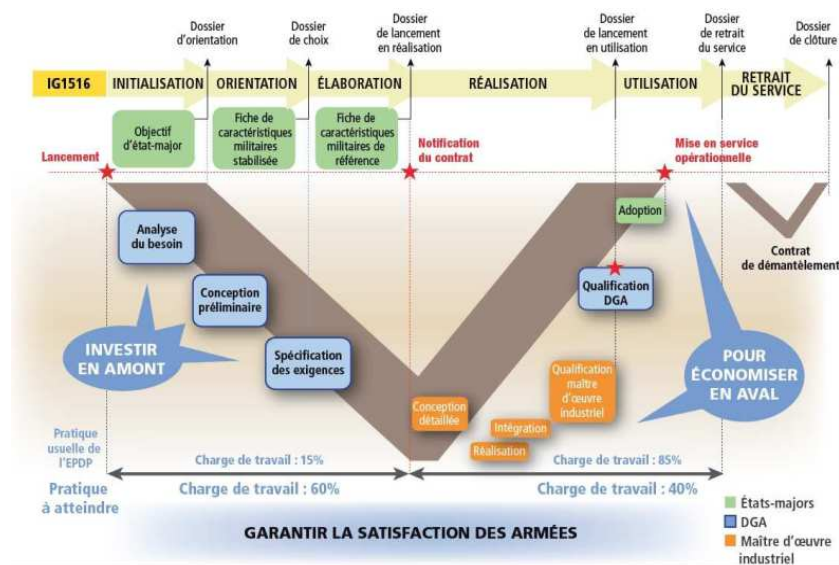 Dossier
d'orientation
Dossier
de choix
Dossier
de lancement
en réalisation
Dossier
de lancement
en utilisation
Dossier
de retrait
du service
Dossier
de clôture
IG1516
INITIALISATION
ORIENTATION
ÉLABORATION
RÉALISATION
UTILISATION
RETRAIT
DU SERVICE
Objectif
d'état-major
Fiche de
caractéristiques
militaires
stabilisée
Fiche de
caractéristiques
militaires
de référence
Lancement
Notification
du contrat
Mise en service
opérationnelle
Adoption
Analyse
du besoin
Contrat
de démantèlement
Conception
préliminaire
Qualification
DGA
INVESTIR
EN AMONT
Spécification
des exigences
POUR
ÉCONOMISER
EN AVAL
Qualification
maître
d'œuvre
industriel
Conception
détaillée
Intégration
Réalisation
Pratique
usuelle de
l'EPDP
Charge de travail : 15%
Charge de travail : 85%
Pratique
à atteindre
Charge de travail : 60%
Charge de travail : 40%
GARANTIR LA SATISFACTION DES ARMÉES
États-majors
DGA
Maître d'œuvre
industriel